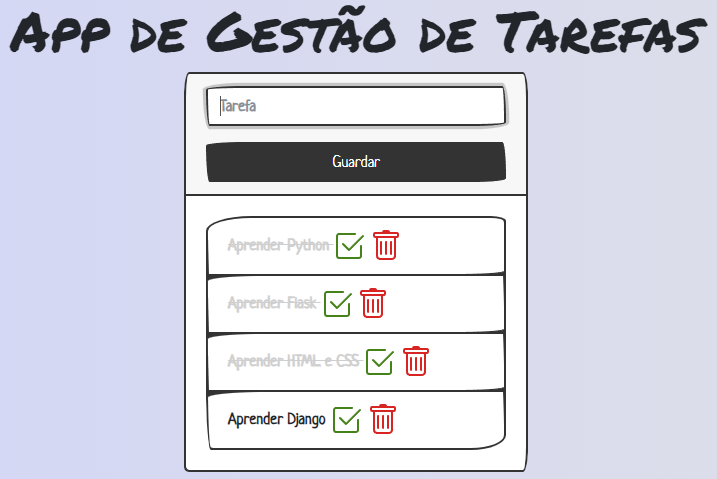 App de Gestão de Tarefas
Tarefa
Guardar
Aprender Python
Aprender Flask
Aprender HTML e CSS
Aprender Django